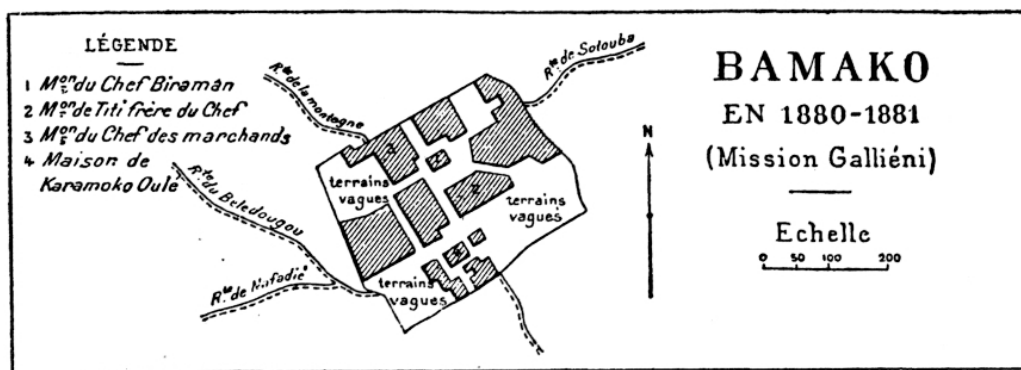 LÉGENDE
1 Mon du Chef Biraman
2 Mon de Titi frère du Chef
3 Mon du Chef des marchands
4 Maison de
Karamoko Oulé
Rte de la montagne
Rte de Solouba
Rte du Beledougou
Rte de Nafadié
terrains
vagues
terrains
vagues
terrains
vagues
3
1
2
4
N
BAMAKO
EN 1880-1881
(Mission Galliéni)
Echelle
0 50 100 200